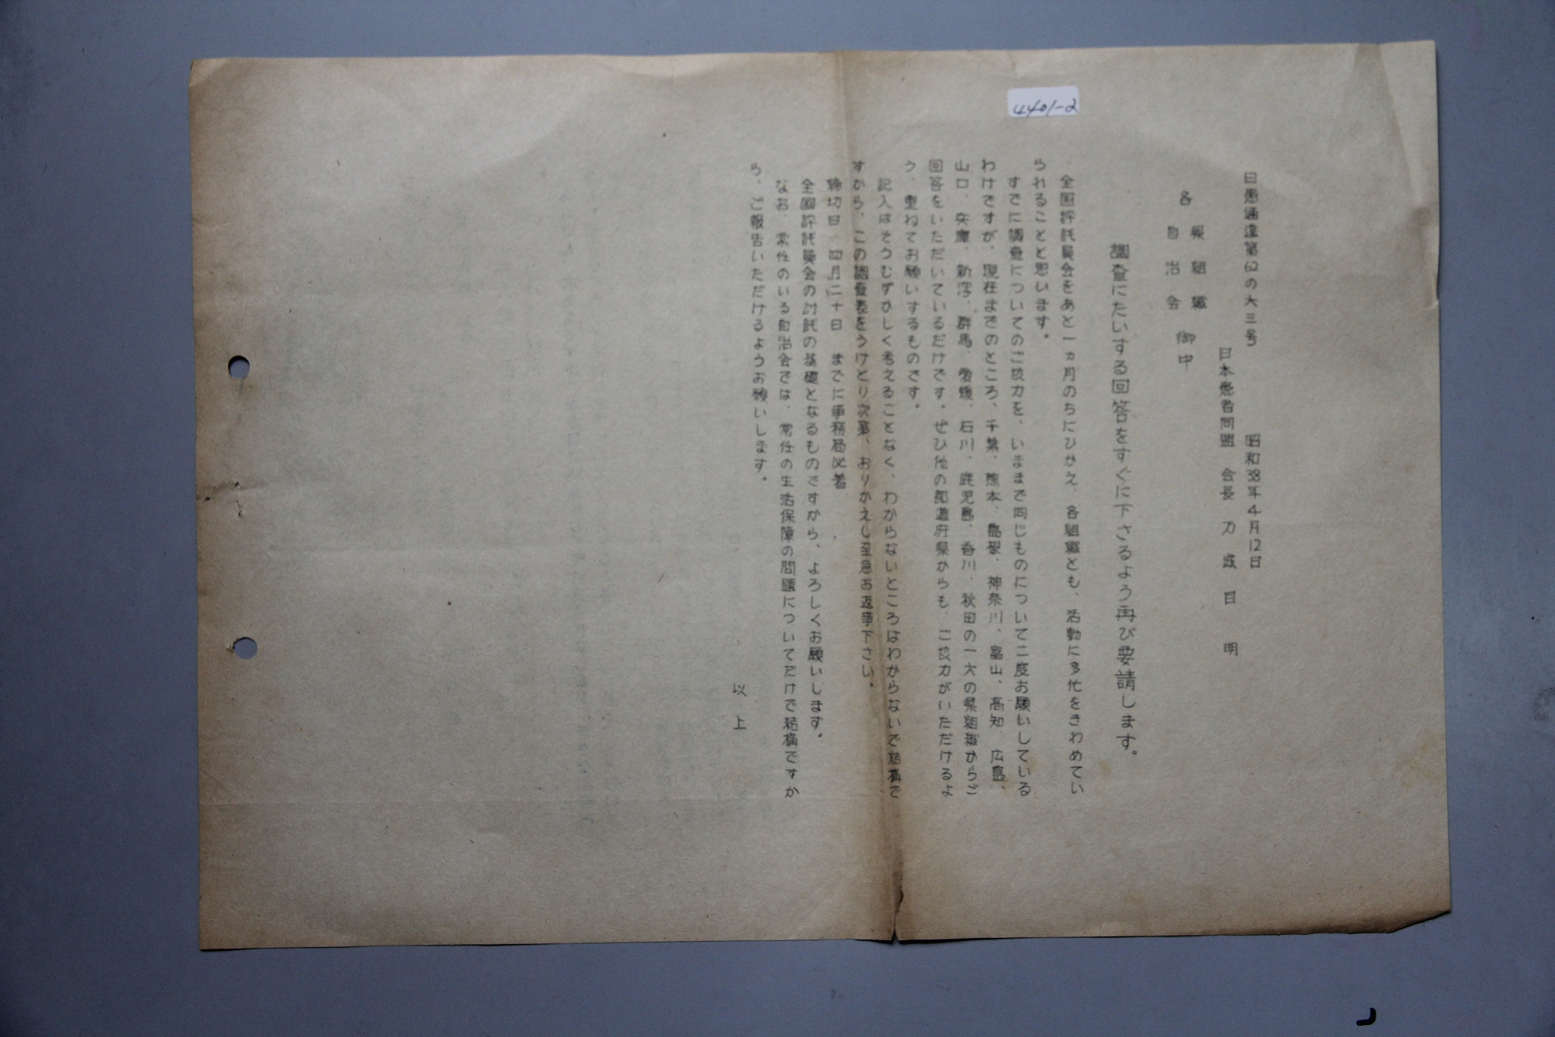 4401-2
日患通達第62の大三号
昭和38年4月12日
日本患者同盟 会長 刀 成 日 明
各 県 組 織
自 治 会 御中
調査にたいする回答をすぐに下さるよう再び要請します。
全国評議員会をあと一ヵ月のちにひかえ、各組織とも、活動に多忙をきわめてい
られることと思います。
すでに調査についてのご協力を、いままで同じものについて二度お願いしている
わけですが、現在までのところ、千葉、熊本、島根、神奈川、富山、高知、広島、
山口、兵庫、新潟、群馬、愛媛、石川、鹿児島、香川、秋田の一六の県組織からご
回答をいただいているだけです。ぜひ他の都道府県からも、ご協力がいただけるよ
う、重ねてお願いするものです。
記入はそうむずかしく考えることなく、わからないところはわからないで結構で
すから、この調査表をうけとり次第、おりかえし至急お返事下さい。
締切日 四月二十日 までに事務局必着
全国評議員会の討議の基礎となるものですから、よろしくお願いします。
なお、常任のいる自治会では、常任の生活保障の問題についてだけで結構ですか
ら、ご報告いただけるようお願いします。
以 上